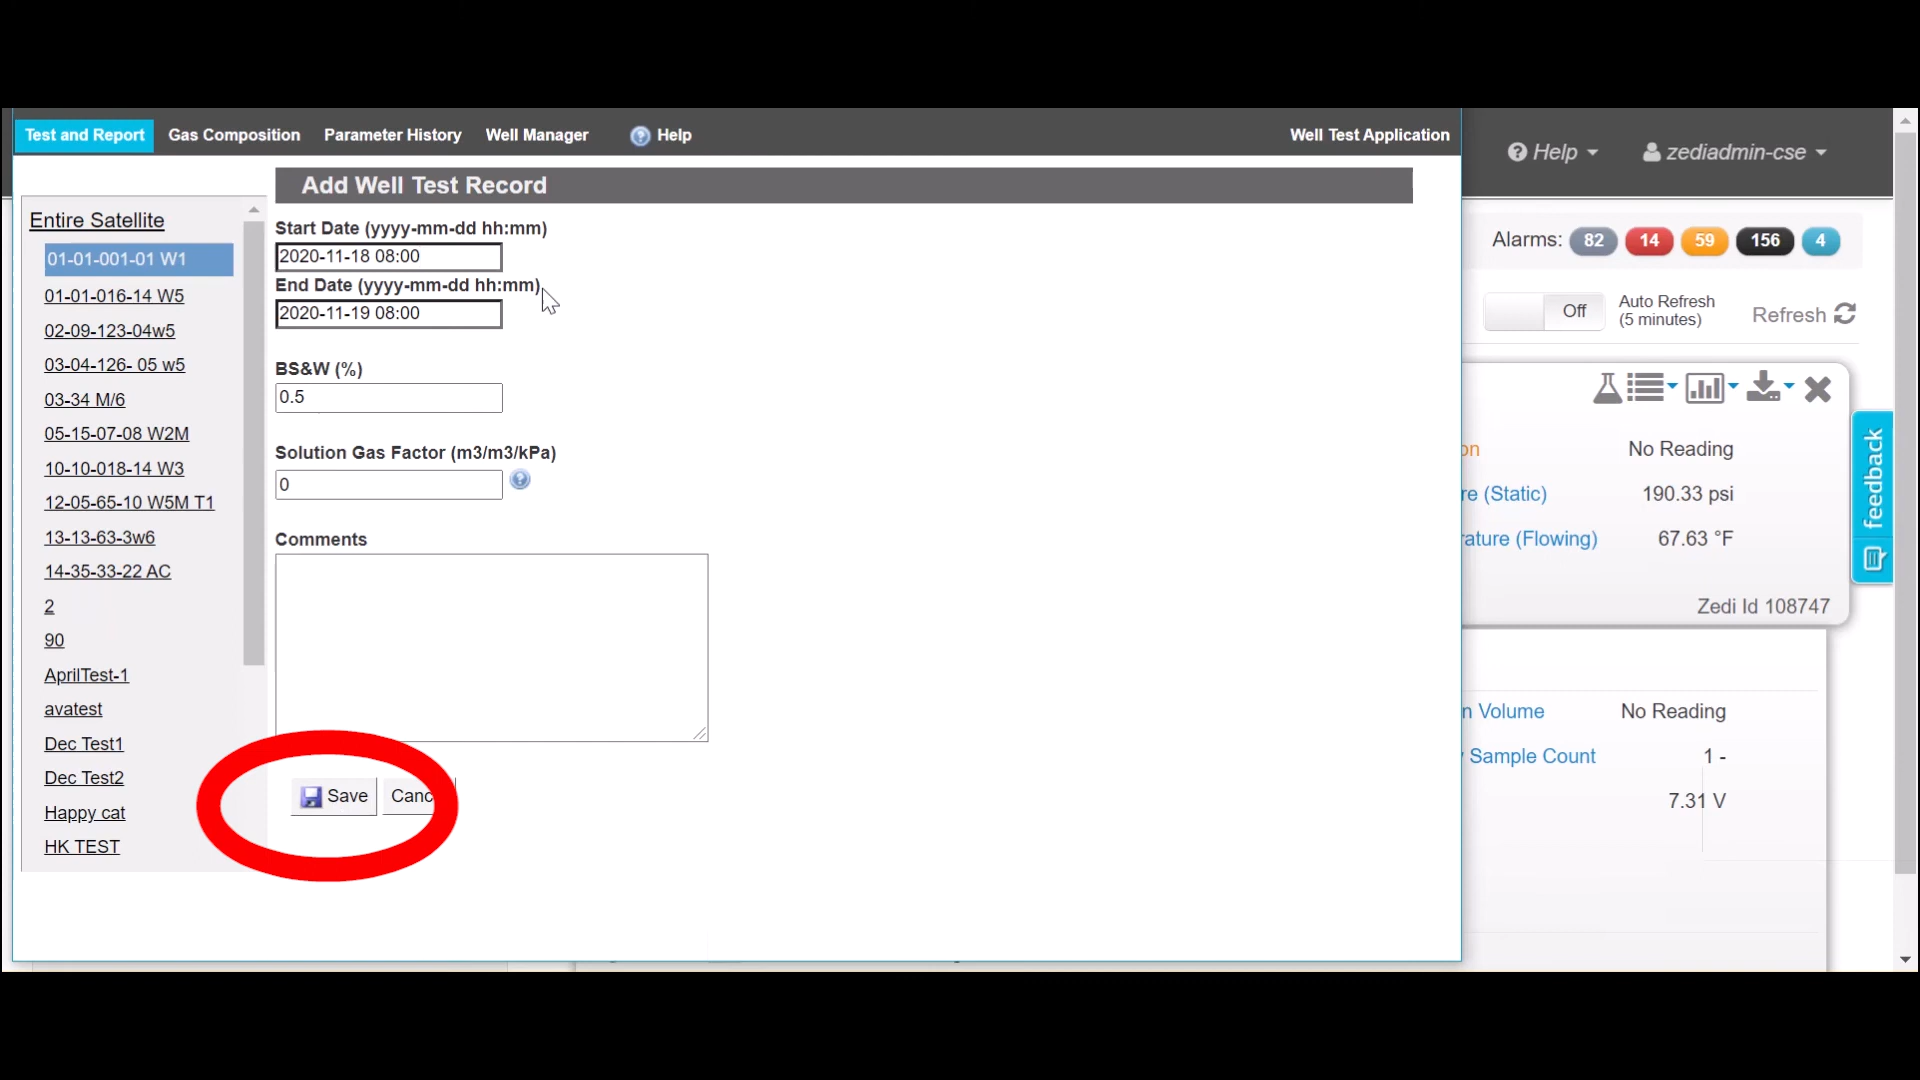 Test and Report Gas Composition Parameter History Well Manager Help Well Test Application
Help zediadmin-cse
Add Well Test Record
Entire Satellite
01-01-001-01 W1
01-01-016-14 W5
02-09-123-04w5
03-04-126- 05 w5
03-34 M/6
05-15-07-08 W2M
10-10-018-14 W3
12-05-65-10 W5M T1
13-13-63-3w6
14-35-33-22 AC
2
90
AprilTest-1
avatest
Dec Test1
Dec Test2
Happy cat
HK TEST
Start Date (yyyy-mm-dd hh:mm)
2020-11-18 08:00
End Date (yyyy-mm-dd hh:mm)
2020-11-19 08:00
BS&W (%)
0.5
Solution Gas Factor (m3/m3/kPa)
0
Comments
Save Canc
Alarms: 82 14 59 156 4
Off
Auto Refresh
(5 minutes)
Refresh
on No Reading
re (Static) 190.33 psi
rature (Flowing) 67.63 °F
Zedi Id 108747
feedback
n Volume No Reading
Sample Count 1 -
7.31 V